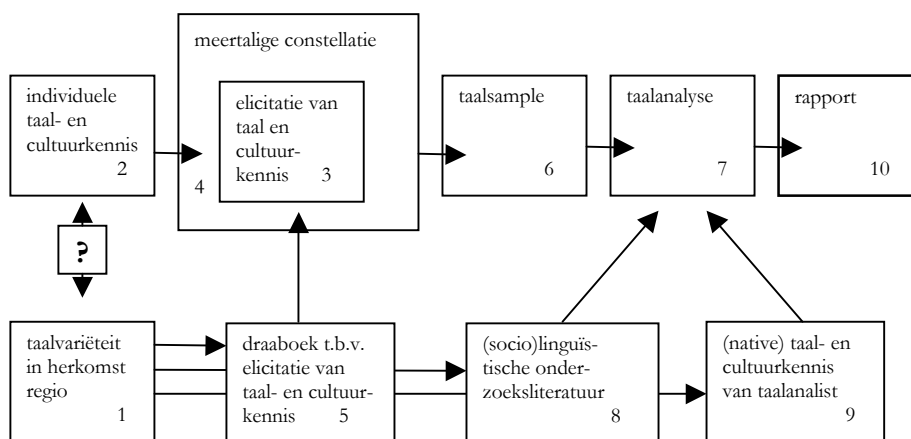 meertalige constellatie
individuele
taal- en
cultuurkennis
2
4
elicitatie van
taal en
cultuur-
kennis
3
taalsample
6
taalanalyse
7
rapport
10
?
taalvariëteit
in herkomst
regio
1
draaboek t.b.v.
elicitatie van
taal- en cultuur-
kennis
5
(socio)linguïs-
tische onder-
zoeksliteratuur
8
(native) taal- en
cultuurkennis
van taalanalist
9